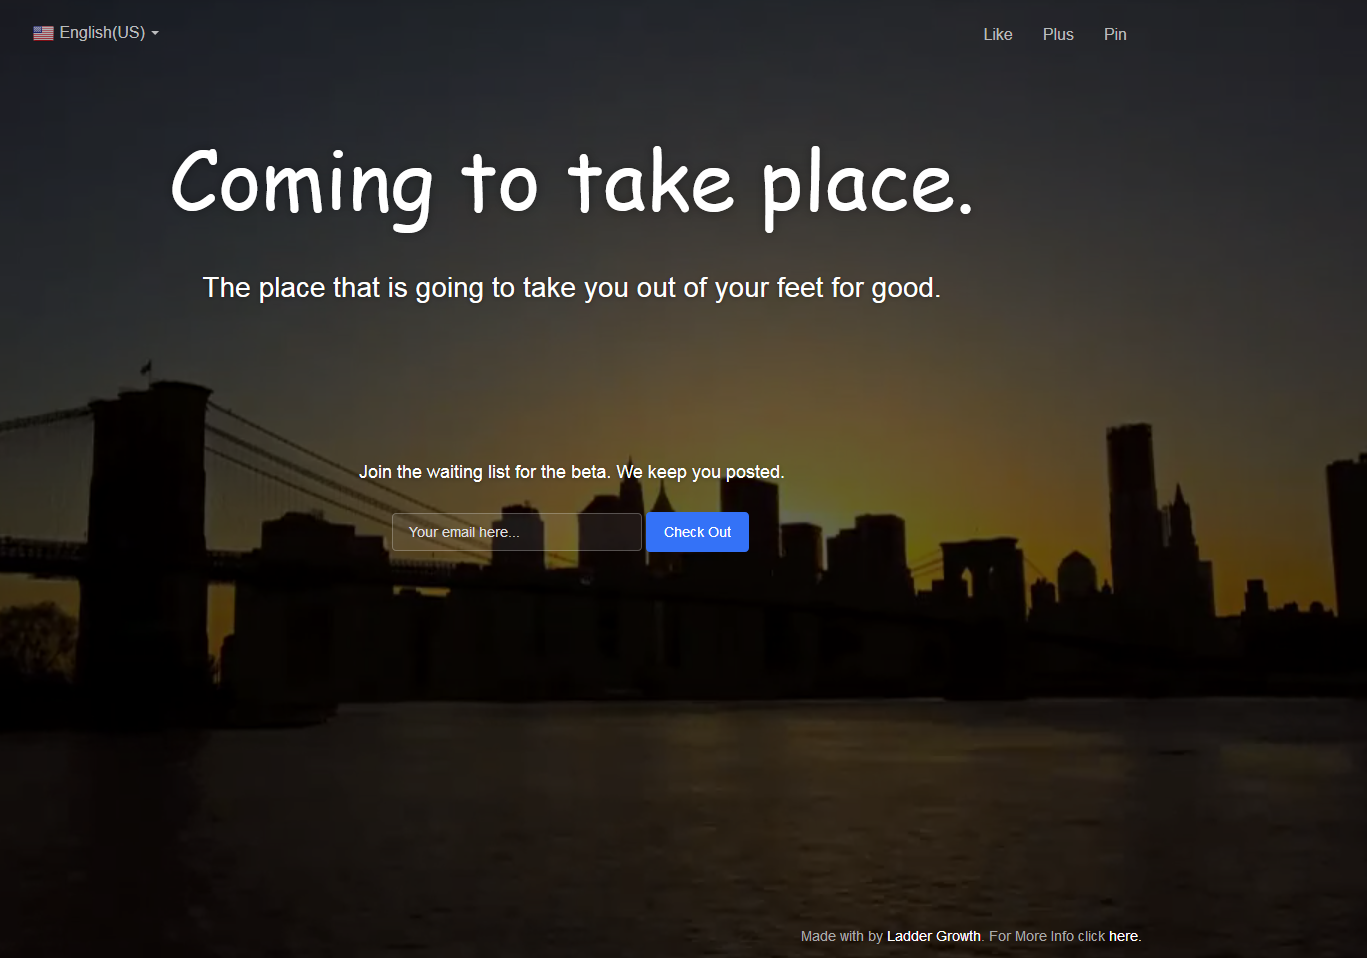 English(US)
Like Plus Pin
Coming to take place.
The place that is going to take you out of your feet for good.
Join the waiting list for the beta. We keep you posted.
Your email here... Check Out
Made with by Ladder Growth. For More Info click here.